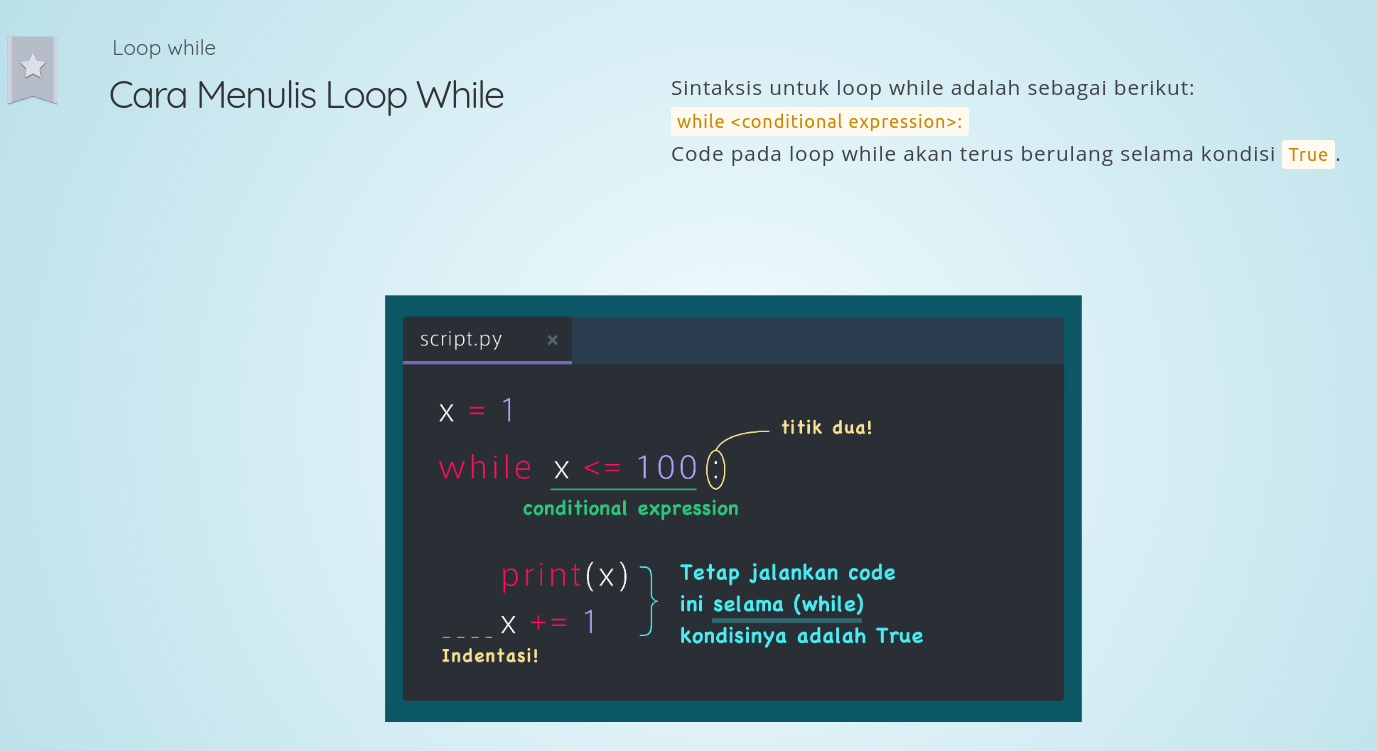 Loop while
Cara Menulis Loop While
Sintaksis untuk loop while adalah sebagai berikut:
while <conditional expression>:
Code pada loop while akan terus berulang selama kondisi True.
script.py ×
x = 1
titik dua!
while x <= 100 :
conditional expression
print(x)
x += 1
Indentasi!
Tetap jalankan code
ini selama (while)
kondisinya adalah True